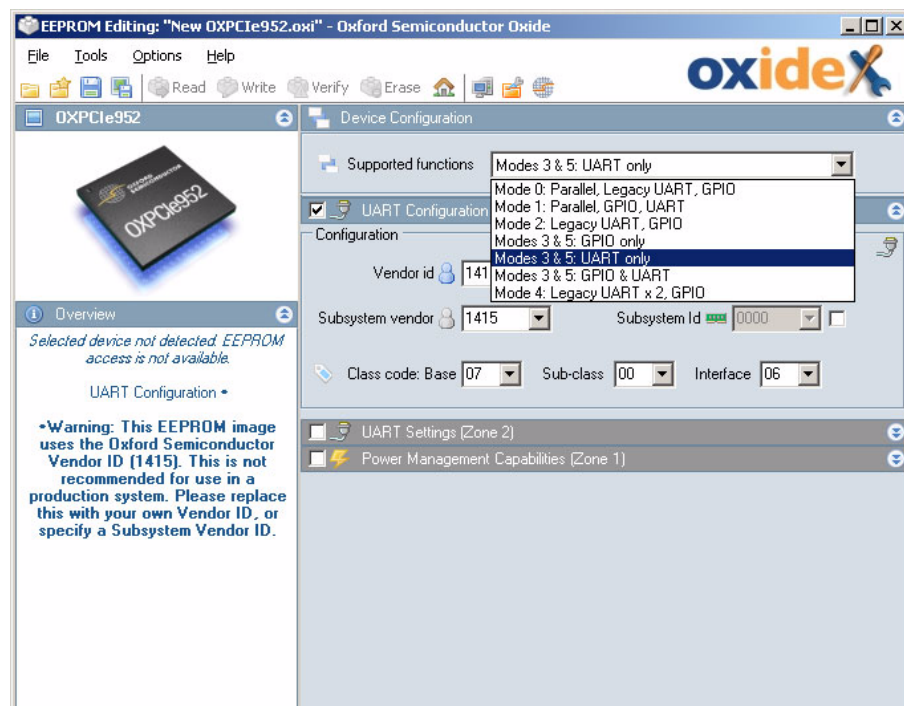 EEPROM Editing: "New OXPCIe952.oxi" - Oxford Semiconductor Oxide
File Tools Options Help
Read Write Verify Erase
oxide
OXPCIe952
OXFORD SEMICONDUCTOR
OXPCIe952
Overview
Selected device not detected. EEPROM
access is not available.
UART Configuration •
•Warning: This EEPROM image
uses the Oxford Semiconductor
Vendor ID (1415). This is not
recommended for use in a
production system. Please replace
this with your own Vendor ID, or
specify a Subsystem Vendor ID.
Device Configuration
Supported functions Modes 3 & 5: UART only
Mode 0: Parallel, Legacy UART, GPIO
Mode 1: Parallel, GPIO, UART
Mode 2: Legacy UART, GPIO
Modes 3 & 5: GPIO only
Modes 3 & 5: UART only
Modes 3 & 5: GPIO & UART
Mode 4: Legacy UART x 2, GPIO
UART Configuration
Configuration
Vendor id 141
Subsystem vendor 1415 Subsystem Id 0000
Class code: Base 07 Sub-class 00 Interface 06
UART Settings (Zone 2)
Power Management Capabilities (Zone 1)